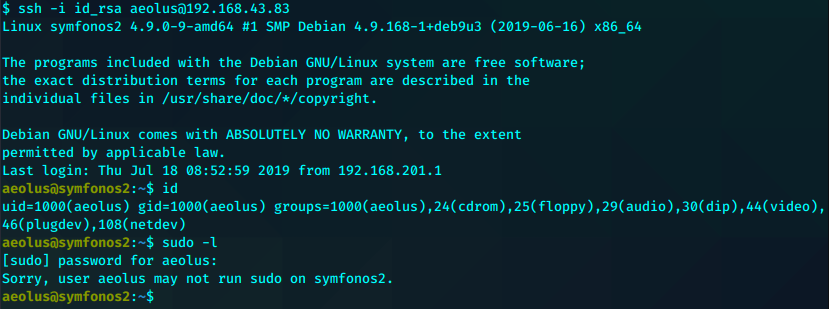 $ ssh -i id_rsa aeolus@192.168.43.83
Linux symfonos2 4.9.0-9-amd64 #1 SMP Debian 4.9.168-1+deb9u3 (2019-06-16) x86_64
The programs included with the Debian GNU/Linux system are free software;
the exact distribution terms for each program are described in the
individual files in /usr/share/doc/*/copyright.
Debian GNU/Linux comes with ABSOLUTELY NO WARRANTY, to the extent
permitted by applicable law.
Last login: Thu Jul 18 08:52:59 2019 from 192.168.201.1
aeolus@symfonos2:~$ id
uid=1000(aeolus) gid=1000(aeolus) groups=1000(aeolus),24(cdrom),25(floppy),29(audio),30(dip),44(video),
46(plugdev),108(netdev)
aeolus@symfonos2:~$ sudo -l
[sudo] password for aeolus:
Sorry, user aeolus may not run sudo on symfonos2.
aeolus@symfonos2:~$